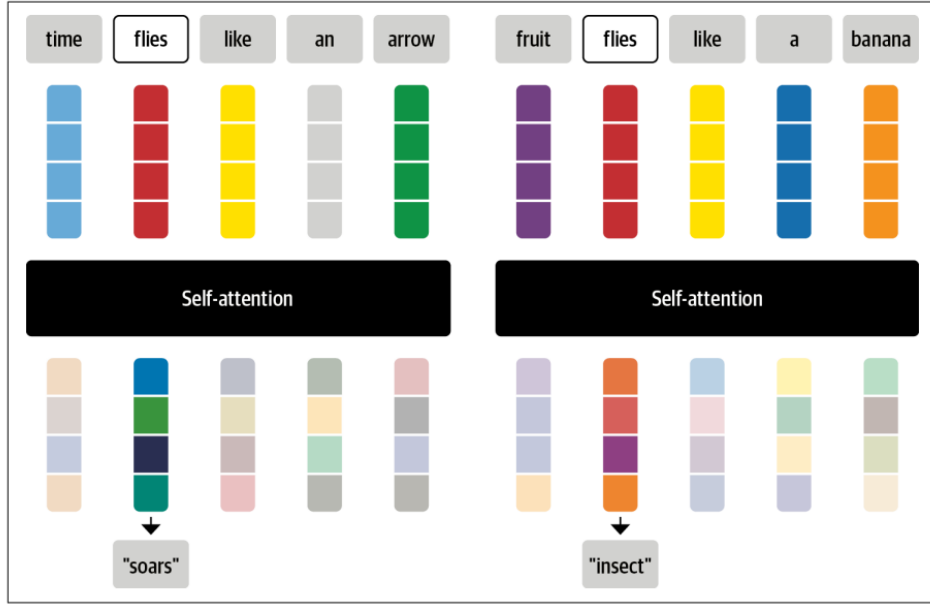 time flies like an arrow
fruit flies like a banana
Self-attention
Self-attention
"soars"
"insect"